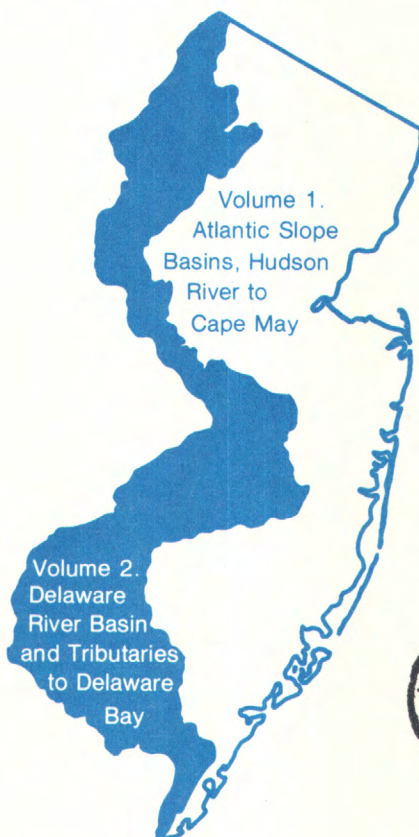 Volume 1.
Atlantic Slope
Basins, Hudson
River to
Cape May
Volume 2.
Delaware
River Basin
and Tributaries
to Delaware
Bay